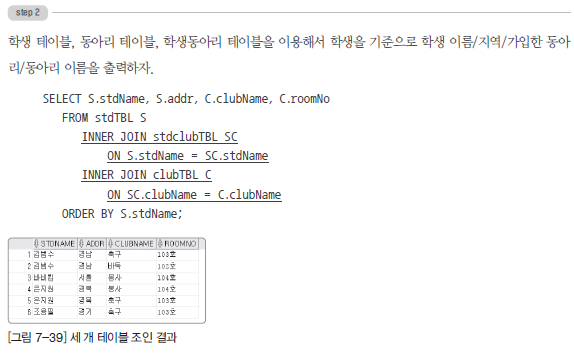 step 2
학생 테이블, 동아리 테이블, 학생동아리 테이블을 이용해서 학생을 기준으로 학생 이름/지역/가입한 동아
리/동아리 이름을 출력하자.
SELECT S.stdName, S.addr, C.clubName, C.roomNo
FROM stdTBL S
INNER JOIN stdclubTBL SC
ON S.stdName = SC.stdName
INNER JOIN clubTBL C
ON SC.clubName = C.clubName
ORDER BY S.stdName;
STDNAME ADDR CLUBNAME ROOMNO
1 김범수 경남 축구 103호
2 김범수 경남 바둑 102호
3 바비킴 서울 봉사 104호
4 은지원 경북 봉사 104호
5 은지원 경북 축구 103호
6 조용필 경기 축구 103호
[그림 7-39] 세 개 테이블 조인 결과